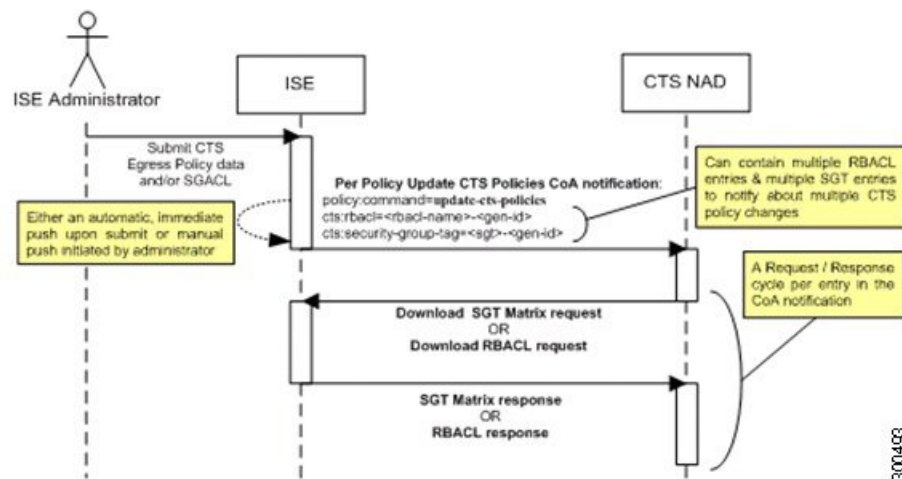 ISE Administrator
ISE
CTS NAD
Submit CTS
Egress Policy data
and/or SGACL
Either an automatic, immediate
push upon submit or manual
push initiated by administrator
Per Policy Update CTS Policies CoA notification:
policy:command=update-cts-policies
cts:rbacl=<rbacl-name>-<gen-id>
cts:security-group-tag=<sgt>-<gen-id>
Can contain multiple RBACL
entries & multiple SGT entries
to notify about multiple CTS
policy changes
A Request / Response
cycle per entry in the
CoA notification
Download SGT Matrix request
OR
Download RBACL request
SGT Matrix response
OR
RBACL response
300493